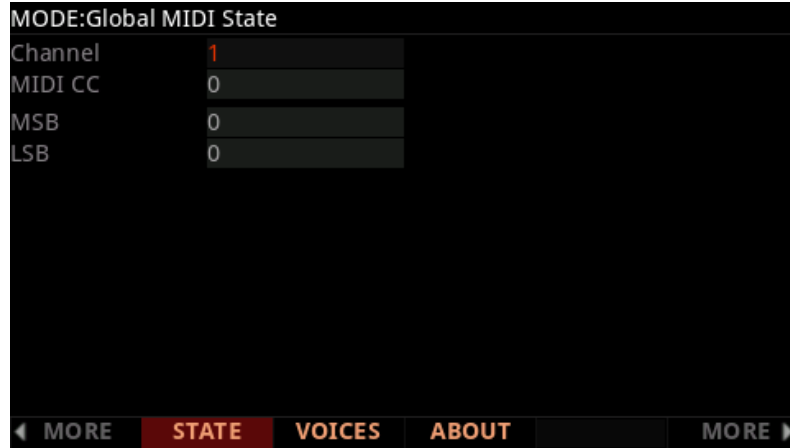 MODE:Global MIDI State
Channel 1
MIDI CC 0
MSB 0
LSB 0
MORE STATE VOICES ABOUT MORE